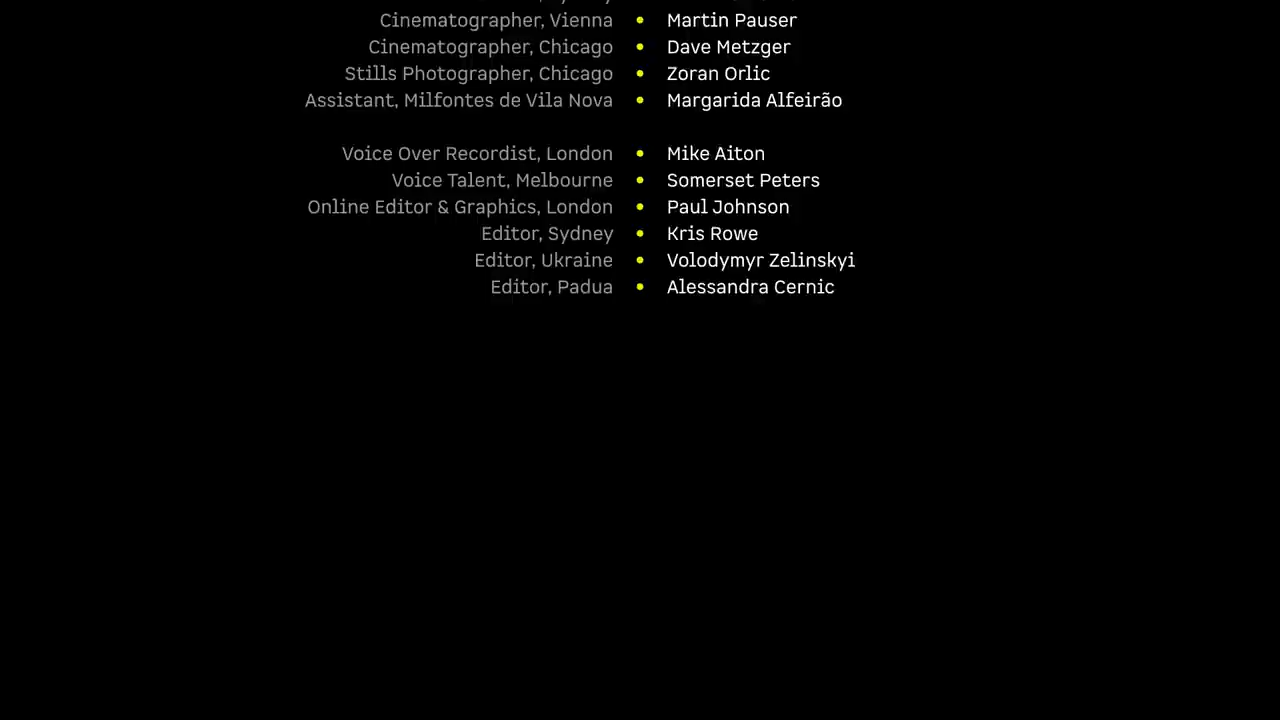 Cinematographer, Vienna • Martin Pauser
Cinematographer, Chicago • Dave Metzger
Stills Photographer, Chicago • Zoran Orlic
Assistant, Milfontes de Vila Nova • Margarida Alfeirão
Voice Over Recordist, London • Mike Aiton
Voice Talent, Melbourne • Somerset Peters
Online Editor & Graphics, London • Paul Johnson
Editor, Sydney • Kris Rowe
Editor, Ukraine • Volodymyr Zelinskyi
Editor, Padua • Alessandra Cernic